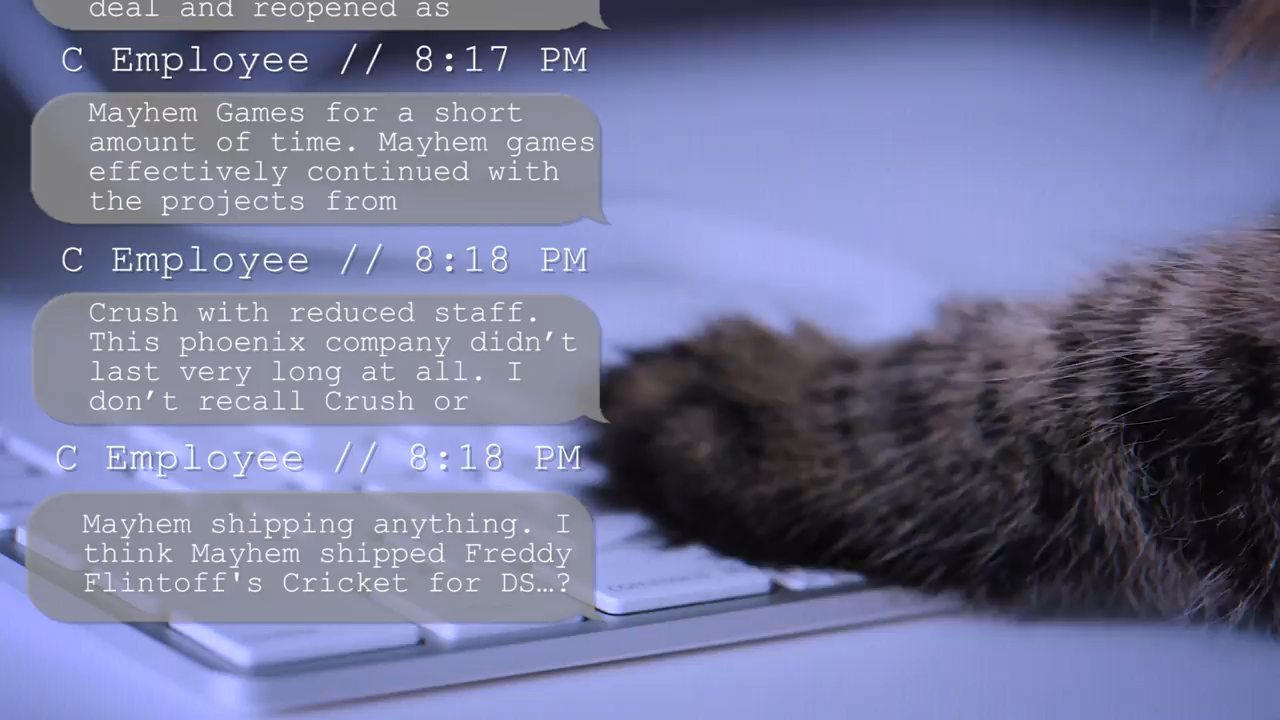 deal and reopened as
C Employee // 8:17 PM
Mayhem Games for a short
amount of time. Mayhem games
effectively continued with
the projects from
C Employee // 8:18 PM
Crush with reduced staff.
This phoenix company didn’t
last very long at all. I
don’t recall Crush or
C Employee // 8:18 PM
Mayhem shipping anything. I
think Mayhem shipped Freddy
Flintoff's Cricket for DS…?